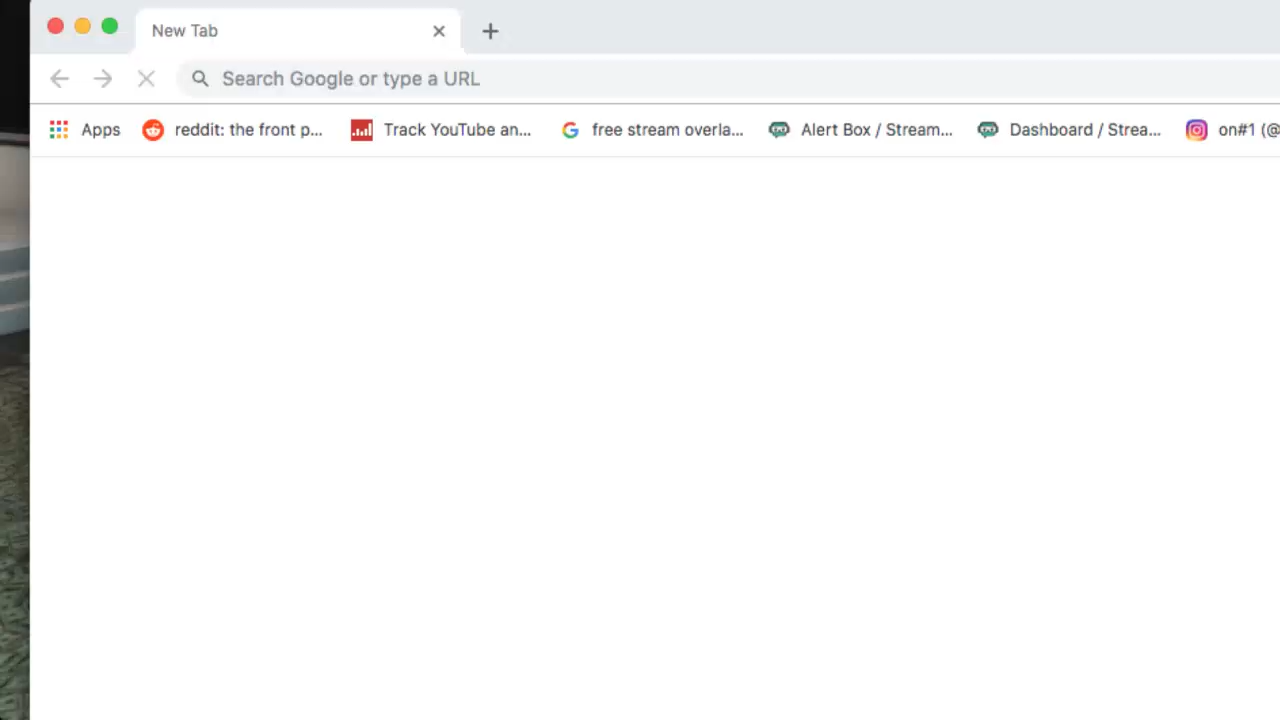 New Tab
Search Google or type a URL
Apps
reddit: the front p...
Track YouTube an...
free stream overla...
Alert Box / Stream...
Dashboard / Strea...
on#1 (@